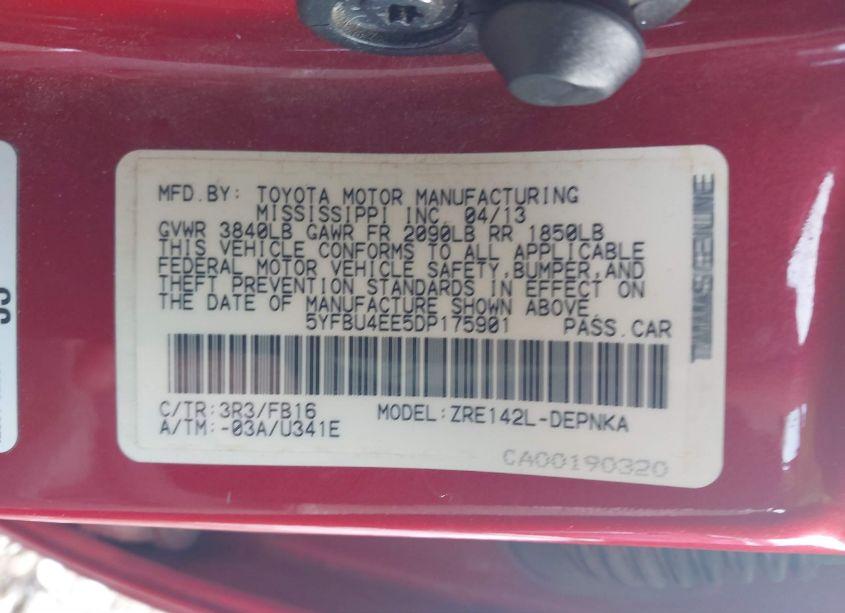 MFD.BY: TOYOTA MOTOR MANUFACTURING
MISSISSIPPI INC. 04/13
GVWR 3840LB GAWR FR 2090LB RR 1850LB
THIS VEHICLE CONFORMS TO ALL APPLICABLE
FEDERAL MOTOR VEHICLE SAFETY,BUMPER,AND
THEFT PREVENTION STANDARDS IN EFFECT ON
THE DATE OF MANUFACTURE SHOWN ABOVE.
5YFBU4EE5DP175901 PASS.CAR
C/TR:3R3/FB16 MODEL:ZRE142L-DEPNKA
A/TM:-03A/U341E
CA00190320